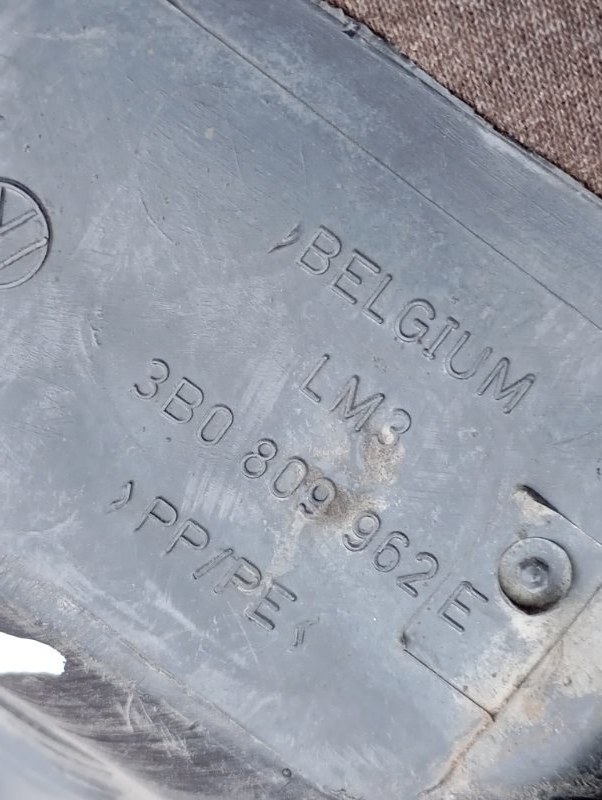 BELGIUM
LM3
3B0 809 962 E
>PP/PE<